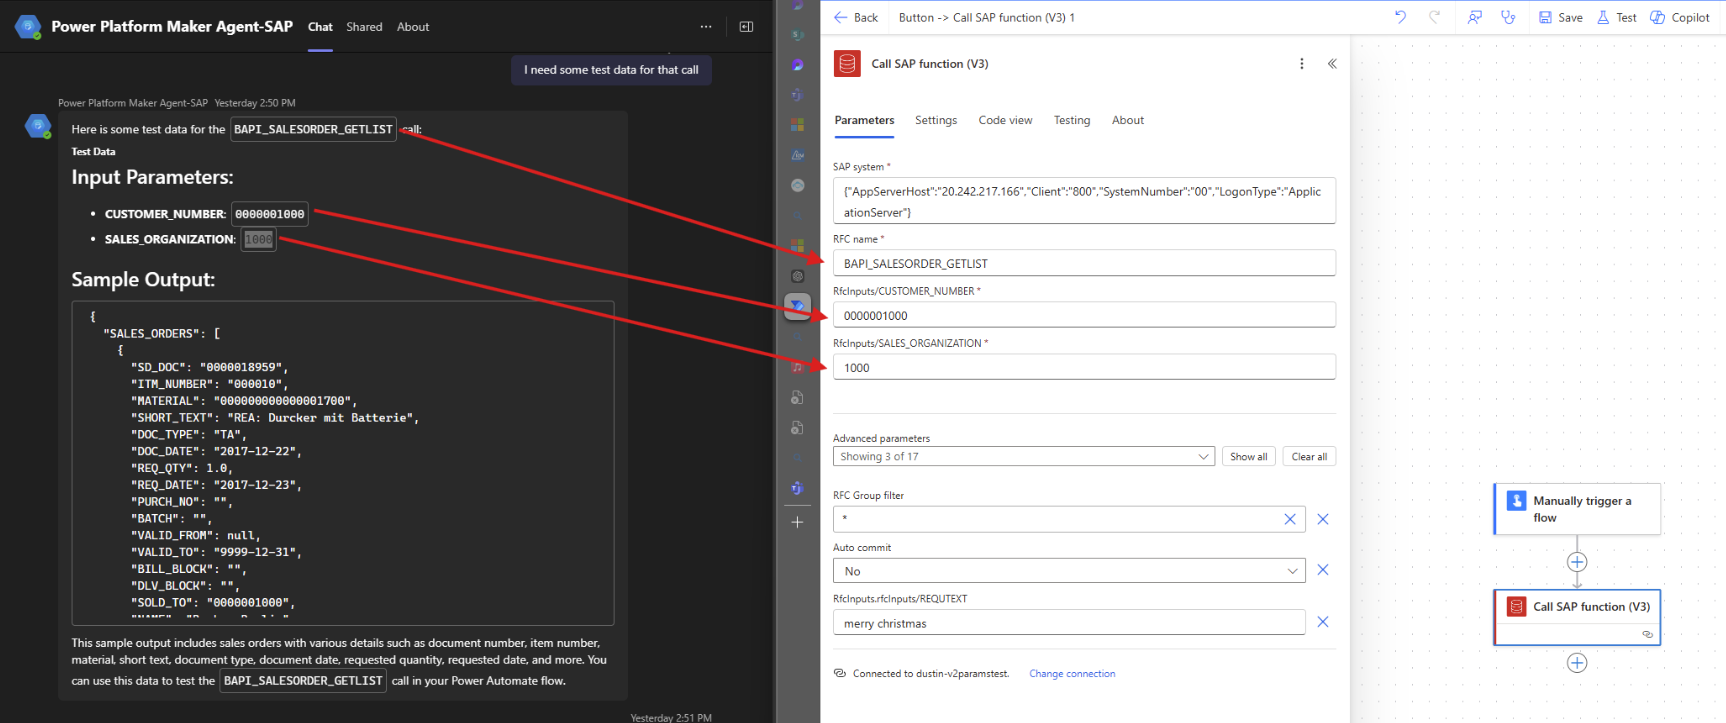 Power Platform Maker Agent-SAP Chat Shared About
I need some test data for that call
Power Platform Maker Agent-SAP Yesterday 2:50 PM
Here is some test data for the BAPI_SALESORDER_GETLIST call:
Test Data
Input Parameters:
• CUSTOMER_NUMBER: 0000001000
• SALES_ORGANIZATION: 1000
Sample Output:
{
"SALES_ORDERS": [
{
"SD_DOC": "0000018959",
"ITM_NUMBER": "000010",
"MATERIAL": "000000000000001700",
"SHORT_TEXT": "REA: Durcker mit Batterie",
"DOC_TYPE": "TA",
"DOC_DATE": "2017-12-22",
"REQ_QTY": 1.0,
"REQ_DATE": "2017-12-23",
"PURCH_NO": "",
"BATCH": "",
"VALID_FROM": null,
"VALID_TO": "9999-12-31",
"BILL_BLOCK": "",
"DLV_BLOCK": "",
"SOLD_TO": "0000001000",
This sample output includes sales orders with various details such as document number, item number,
material, short text, document type, document date, requested quantity, requested date, and more. You
can use this data to test the BAPI_SALESORDER_GETLIST call in your Power Automate flow.
Yesterday 2:51 PM
Back Button -> Call SAP function (V3) 1 Save Test Copilot
Call SAP function (V3)
Parameters Settings Code view Testing About
SAP system *
{"AppServerHost":"20.242.217.166","Client":"800","SystemNumber":"00","LogonType":"Applic
ationServer"}
RFC name *
BAPI_SALESORDER_GETLIST
RfcInputs/CUSTOMER_NUMBER *
0000001000
RfcInputs/SALES_ORGANIZATION *
1000
Advanced parameters
Showing 3 of 17 Show all Clear all
RFC Group filter
*
Auto commit
No
RfcInputs.rfcInputs/REQUTEXT
merry christmas
Connected to dustin-v2paramstest. Change connection
Manually trigger a
flow
Call SAP function (V3)